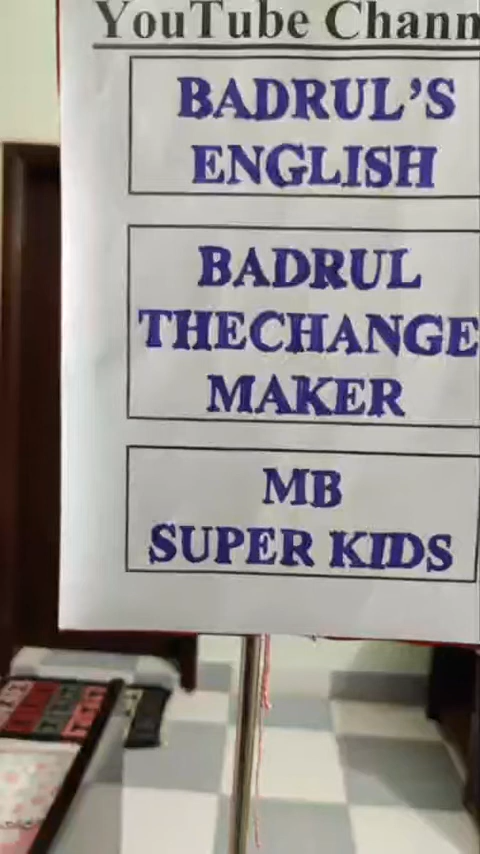 YouTube Chann
BADRUL'S
ENGLISH
BADRUL
THECHANGE
MAKER
MB
SUPER KIDS